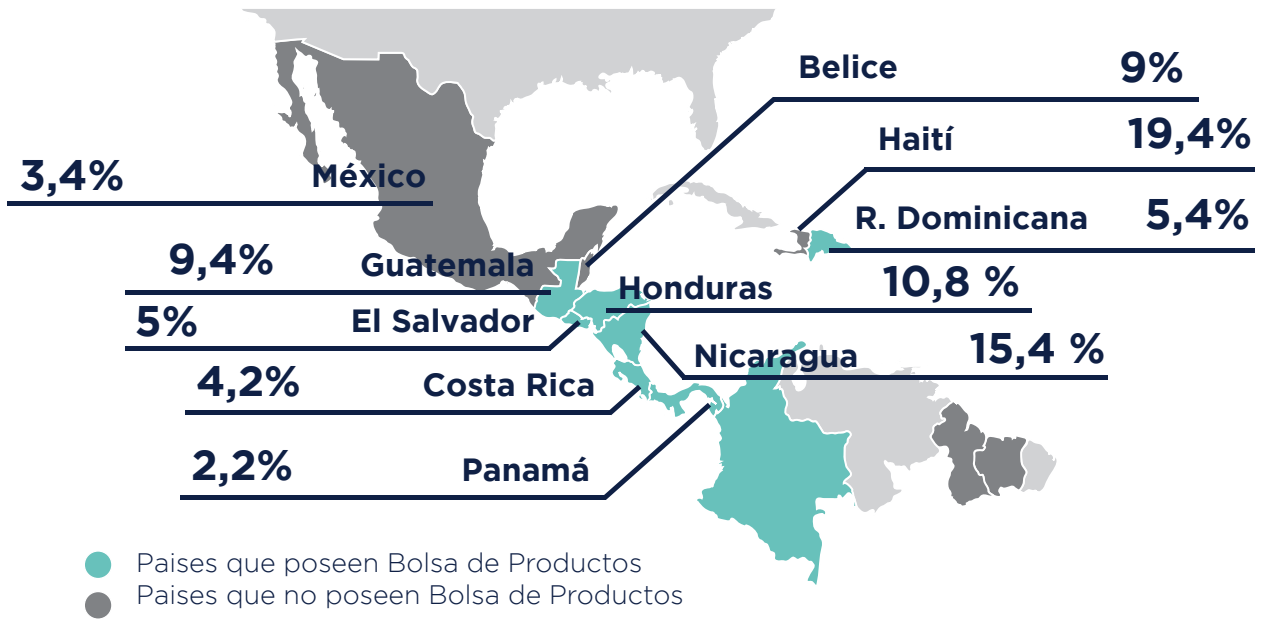 Belice 9%
Haití 19,4%
3,4% México
R. Dominicana 5,4%
9,4% Guatemala
Honduras 10,8 %
5% El Salvador
Nicaragua 15,4 %
4,2% Costa Rica
2,2% Panamá
Paises que poseen Bolsa de Productos
Paises que no poseen Bolsa de Productos